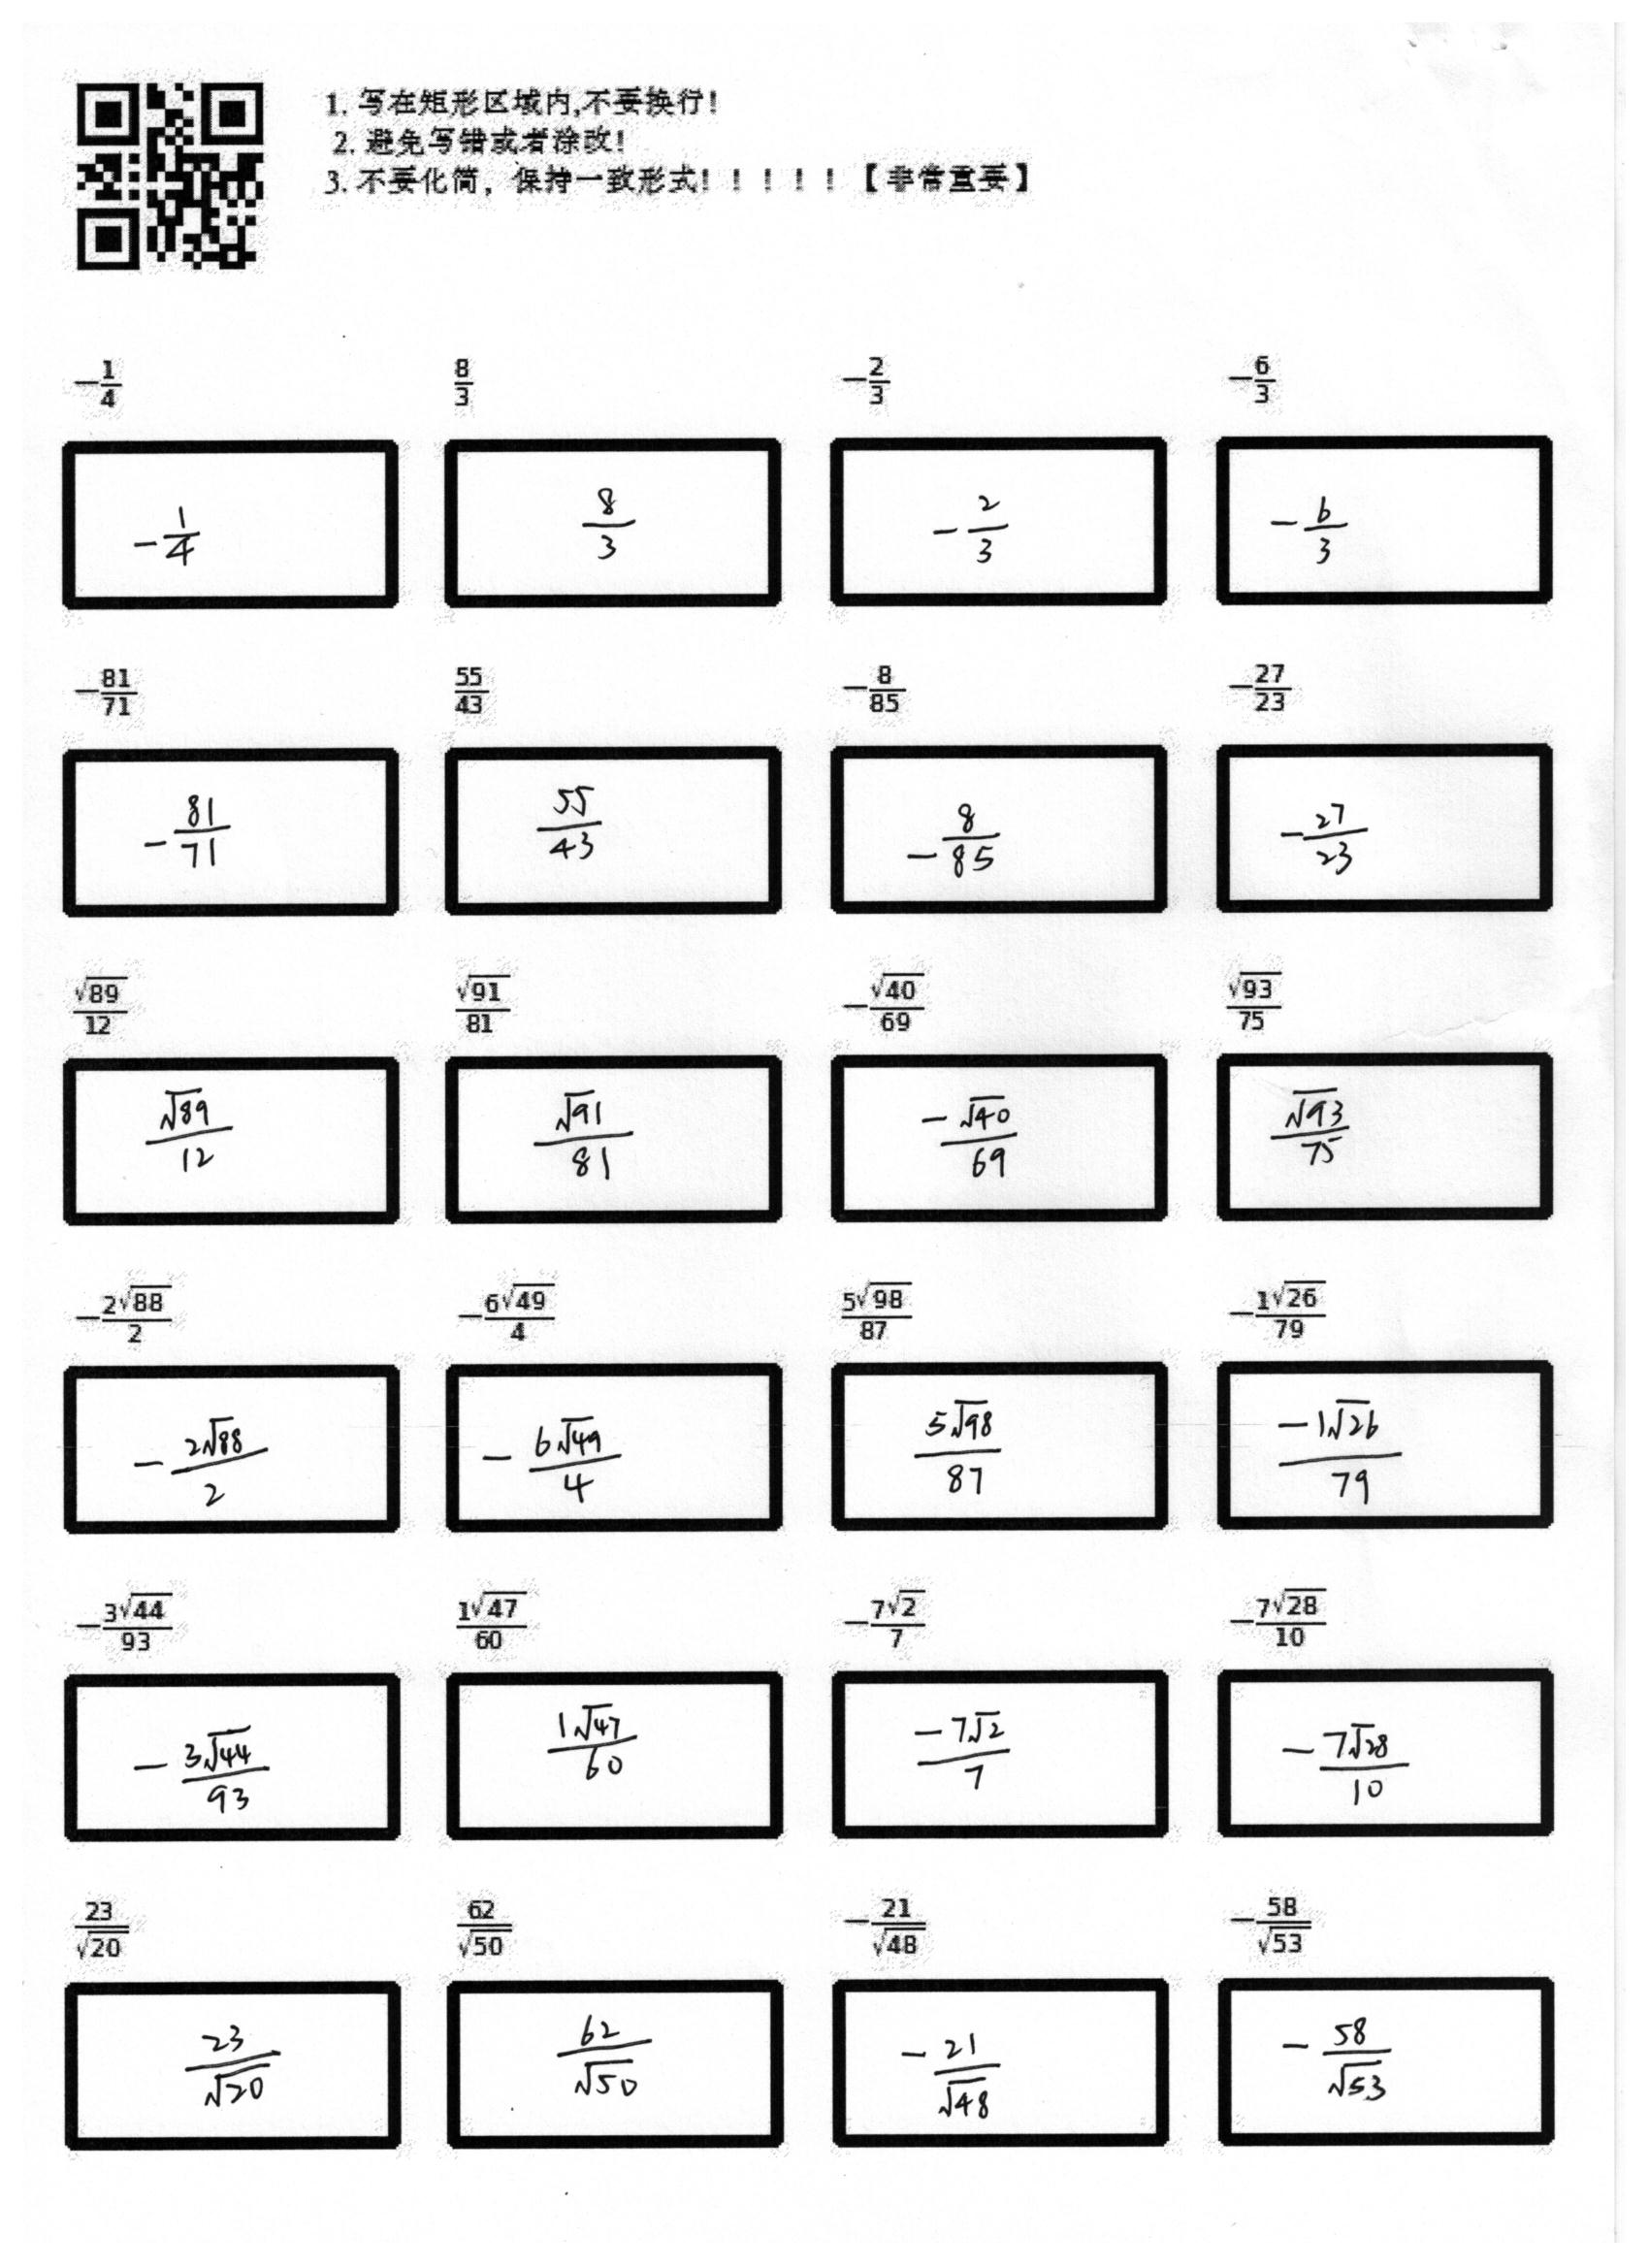 1. 写在矩形区域内,不要换行!
2. 避免写错或者涂改!
3. 不要化简，保持一致形式! ! ! ! ! 【非常重要】
$-\frac{1}{4}$ $\frac{8}{3}$ $-\frac{2}{3}$ $-\frac{6}{3}$
$-\frac{1}{4}$ $\frac{8}{3}$ $-\frac{2}{3}$ $-\frac{6}{3}$
$-\frac{81}{71}$ $\frac{55}{43}$ $-\frac{8}{85}$ $-\frac{27}{23}$
$-\frac{81}{71}$ $\frac{55}{43}$ $-\frac{8}{85}$ $-\frac{27}{23}$
$\frac{\sqrt{89}}{12}$ $\frac{\sqrt{91}}{81}$ $-\frac{\sqrt{40}}{69}$ $\frac{\sqrt{93}}{75}$
$\frac{\sqrt{89}}{12}$ $\frac{\sqrt{91}}{81}$ $\frac{-\sqrt{40}}{69}$ $\frac{\sqrt{93}}{75}$
$-\frac{2\sqrt{88}}{2}$ $-\frac{6\sqrt{49}}{4}$ $\frac{5\sqrt{98}}{87}$ $-\frac{1\sqrt{26}}{79}$
$-\frac{2\sqrt{88}}{2}$ $-\frac{6\sqrt{49}}{4}$ $\frac{5\sqrt{98}}{87}$ $\frac{-1\sqrt{26}}{79}$
$-\frac{3\sqrt{44}}{93}$ $\frac{1\sqrt{47}}{60}$ $-\frac{7\sqrt{2}}{7}$ $-\frac{7\sqrt{28}}{10}$
$-\frac{3\sqrt{44}}{93}$ $\frac{1\sqrt{47}}{60}$ $\frac{-7\sqrt{2}}{7}$ $-\frac{7\sqrt{28}}{10}$
$\frac{23}{\sqrt{20}}$ $\frac{62}{\sqrt{50}}$ $-\frac{21}{\sqrt{48}}$ $-\frac{58}{\sqrt{53}}$
$\frac{23}{\sqrt{20}}$ $\frac{62}{\sqrt{50}}$ $-\frac{21}{\sqrt{48}}$ $-\frac{58}{\sqrt{53}}$